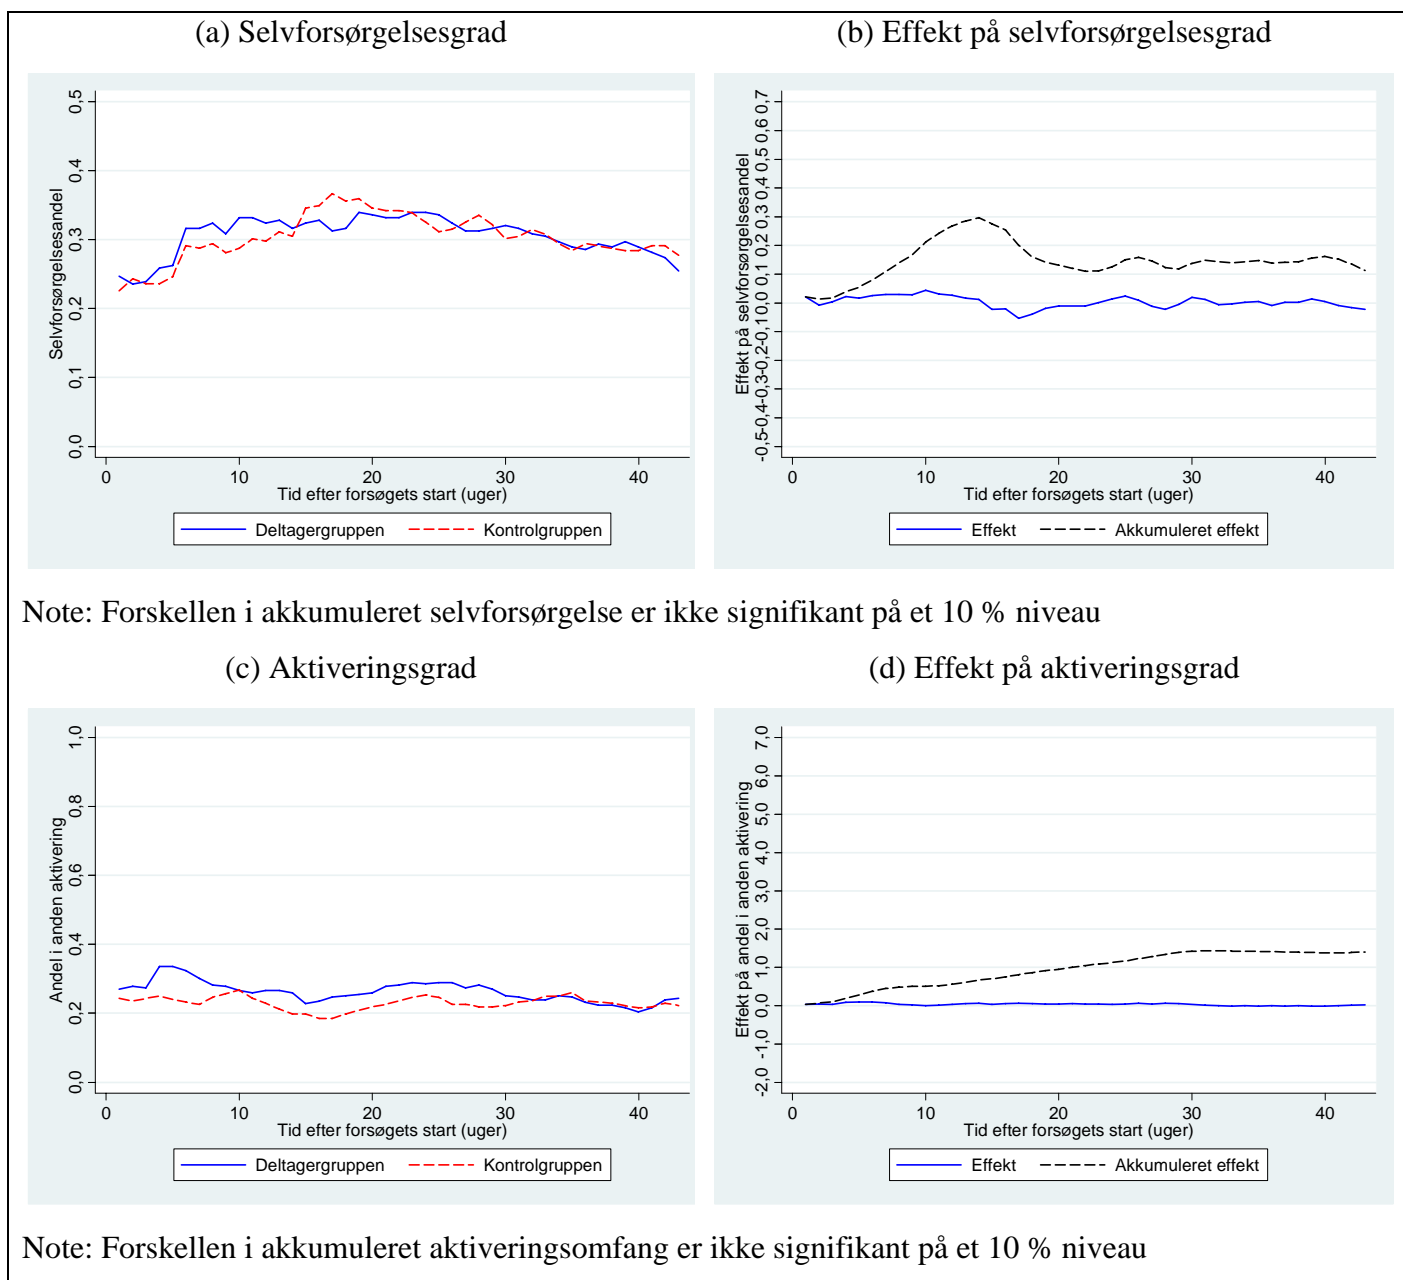 (a) Selvforsørgelsesgrad
(b) Effekt på selvforsørgelsesgrad
Selvforsørgelsesandel
0,0 0,1 0,2 0,3 0,4 0,5
0 10 20 30 40
Tid efter forsøgets start (uger)
Deltagergruppen Kontrolgruppen
Effekt på selvforsørgelsesandel
-0,5-0,4-0,3-0,2-0,10,0 0,1 0,2 0,3 0,4 0,5 0,6 0,7
0 10 20 30 40
Tid efter forsøgets start (uger)
Effekt Akkumuleret effekt
Note: Forskellen i akkumuleret selvforsørgelse er ikke signifikant på et 10 % niveau
(c) Aktiveringsgrad
(d) Effekt på aktiveringsgrad
Andel i anden aktivering
0,0 0,2 0,4 0,6 0,8 1,0
0 10 20 30 40
Tid efter forsøgets start (uger)
Deltagergruppen Kontrolgruppen
Effekt på andel i anden aktivering
-2,0 -1,0 0,0 1,0 2,0 3,0 4,0 5,0 6,0 7,0
0 10 20 30 40
Tid efter forsøgets start (uger)
Effekt Akkumuleret effekt
Note: Forskellen i akkumuleret aktiveringsomfang er ikke signifikant på et 10 % niveau